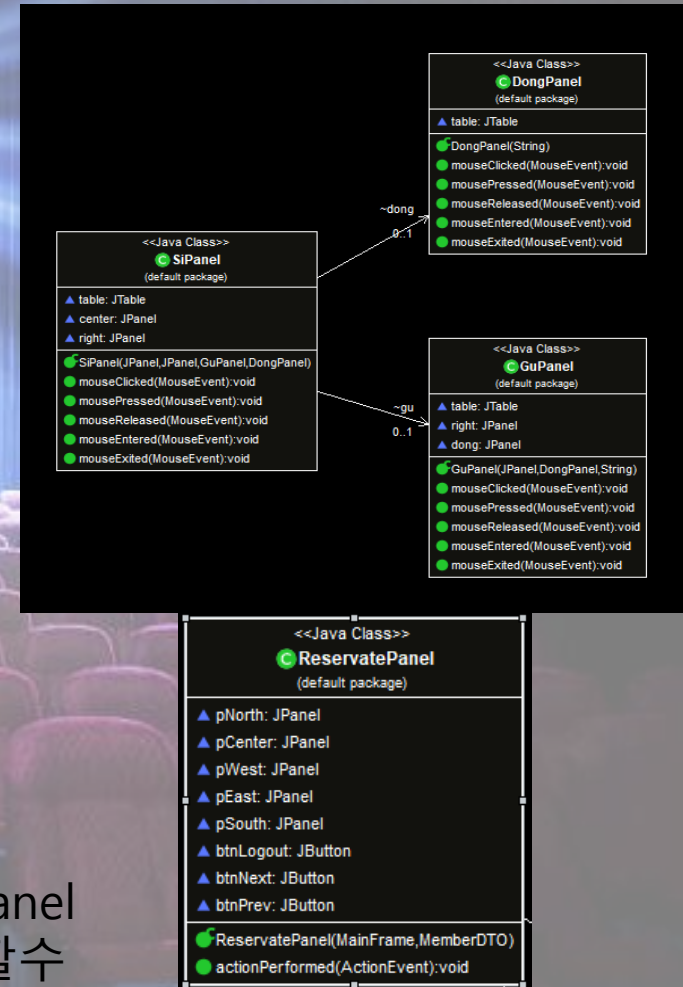 <<Java Class>>
DongPanel
(default package)
table: JTable
DongPanel(String)
mouseClicked(MouseEvent):void
mousePressed(MouseEvent):void
mouseReleased(MouseEvent):void
mouseEntered(MouseEvent):void
mouseExited(MouseEvent):void
~dong
0..1
<<Java Class>>
SiPanel
(default package)
table: JTable
center: JPanel
right: JPanel
SiPanel(JPanel,JPanel,GuPanel,DongPanel)
mouseClicked(MouseEvent):void
mousePressed(MouseEvent):void
mouseReleased(MouseEvent):void
mouseEntered(MouseEvent):void
mouseExited(MouseEvent):void
~gu
0..1
<<Java Class>>
GuPanel
(default package)
table: JTable
right: JPanel
dong: JPanel
GuPanel(JPanel,DongPanel,String)
mouseClicked(MouseEvent):void
mousePressed(MouseEvent):void
mouseReleased(MouseEvent):void
mouseEntered(MouseEvent):void
mouseExited(MouseEvent):void
<<Java Class>>
ReservatePanel
(default package)
pNorth: JPanel
pCenter: JPanel
pWest: JPanel
pEast: JPanel
pSouth: JPanel
btnLogout: JButton
btnNext: JButton
btnPrev: JButton
ReservatePanel(MainFrame,MemberDTO)
actionPerformed(ActionEvent):void
anel
할수